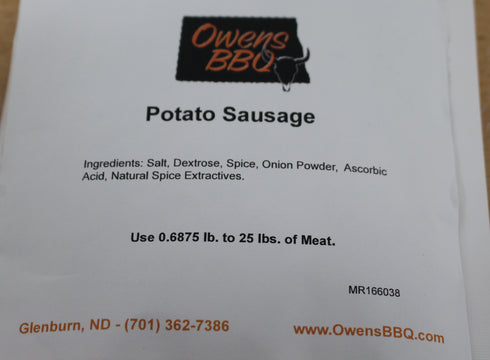 Owens
BBQ
Potato Sausage
Ingredients: Salt, Dextrose, Spice, Onion Powder, Ascorbic
Acid, Natural Spice Extractives.
Use 0.6875 lb. to 25 lbs. of Meat.
MR166038
Glenburn, ND - (701) 362-7386
www.OwensBBQ.com